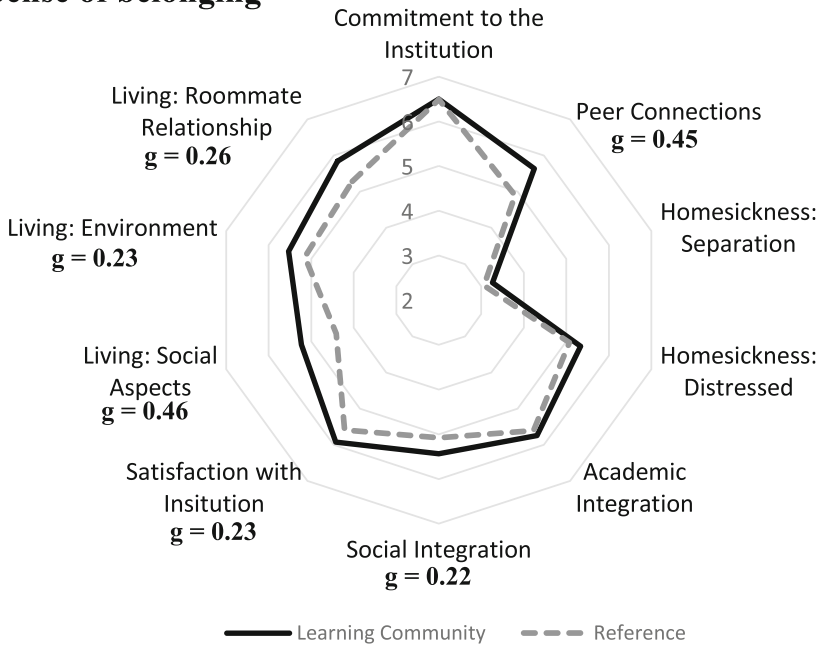 of belonging
Commitment to the
Institution
7
6
5
4
3
2
Living: Roommate
Relationship
g = 0.26
Peer Connections
g = 0.45
Living: Environment
g = 0.23
Homesickness:
Separation
Living: Social
Aspects
g = 0.46
Homesickness:
Distressed
Satisfaction with
Insitution
g = 0.23
Academic
Integration
Social Integration
g = 0.22
Learning Community
Reference